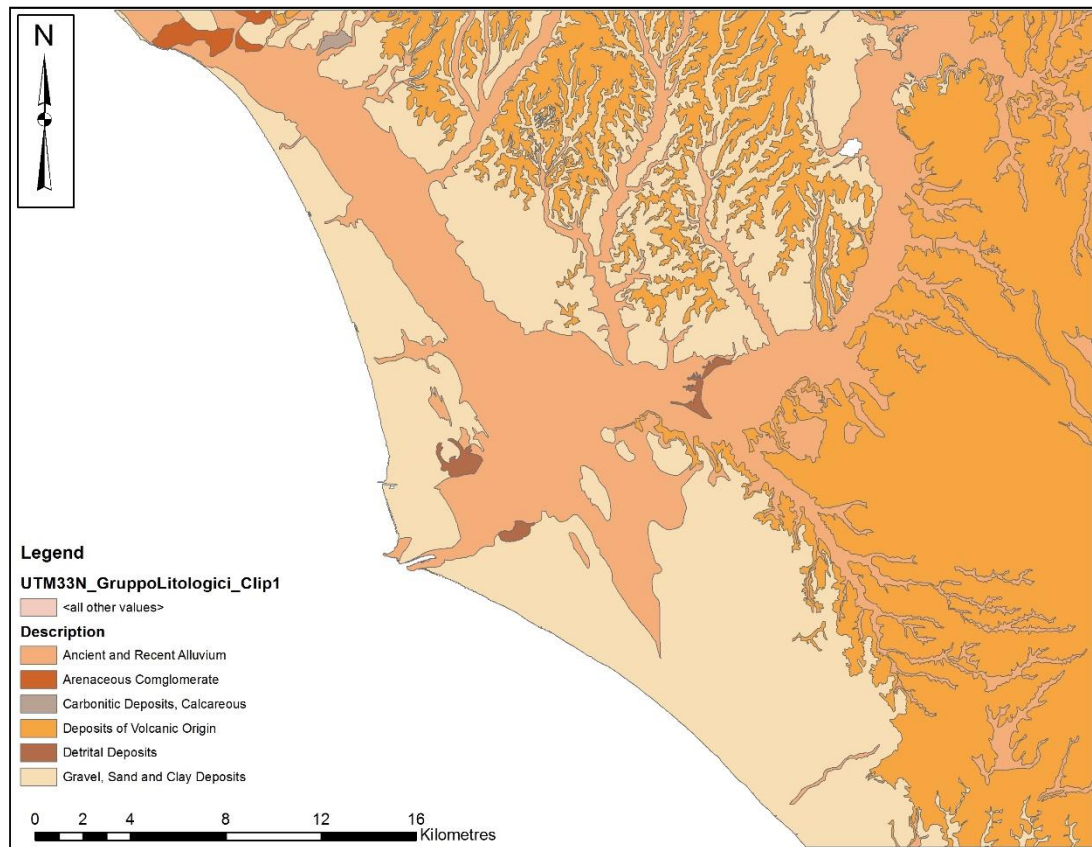 N
Legend
UTM33N_GruppoLitologici_Clip1
<all other values>
Description
Ancient and Recent Alluvium
Arenaceous Comglomerate
Carbonitic Deposits, Calcareous
Deposits of Volcanic Origin
Detrital Deposits
Gravel, Sand and Clay Deposits
0 2 4 8 12 16
Kilometres